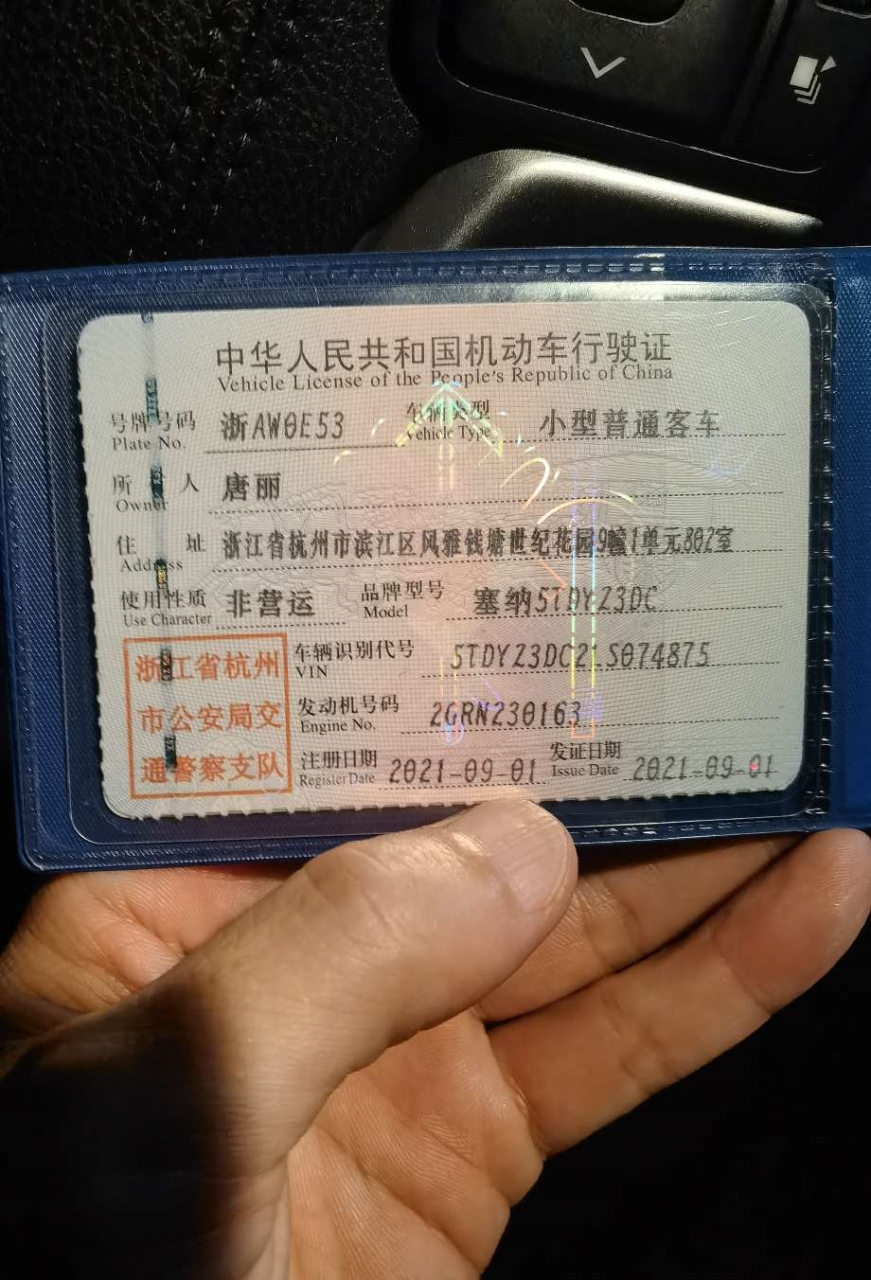 中华人民共和国机动车行驶证
Vehicle License of the People's Republic of China
号牌号码 浙AW0E53 车辆类型 小型普通客车
Plate No. Vehicle Type
所有人 唐丽
Owner
住址 浙江省杭州市滨江区风雅钱塘世纪花园9幢1单元802室
Address
使用性质 非营运 品牌型号 塞纳5TDYZ3DC
Use Character Model
浙江省杭州 车辆识别代号 5TDYZ3DC2LS074875
VIN
市公安局交 发动机号码 2GRN230163
Engine No.
通警察支队 注册日期 2021-09-01 发证日期 2021-09-01
Register Date Issue Date